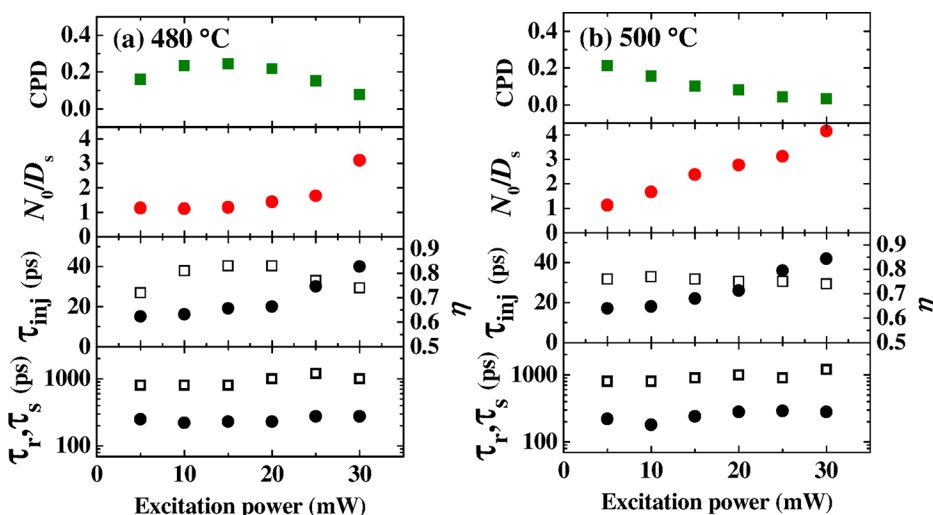 (a) 480 °C
CPD
0.4
0.2
0.0
N₀/Dₛ
4
3
2
1
0
τinj (ps)
40
20
0
η
0.9
0.8
0.7
0.6
0.5
τr,τs (ps)
1000
100
0 10 20 30
Excitation power (mW)
(b) 500 °C
CPD
0.4
0.2
0.0
N₀/Dₛ
4
3
2
1
0
τinj (ps)
40
20
0
η
0.9
0.8
0.7
0.6
0.5
τr,τs (ps)
1000
100
0 10 20 30
Excitation power (mW)